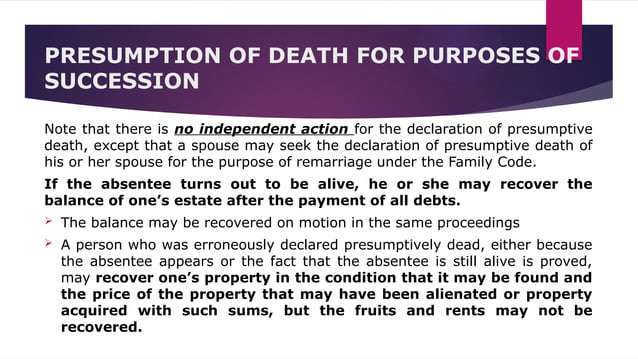 PRESUMPTION OF DEATH FOR PURPOSES OF
SUCCESSION
Note that there is no independent action for the declaration of presumptive
death, except that a spouse may seek the declaration of presumptive death of
his or her spouse for the purpose of remarriage under the Family Code.
If the absentee turns out to be alive, he or she may recover the
balance of one’s estate after the payment of all debts.
The balance may be recovered on motion in the same proceedings
A person who was erroneously declared presumptively dead, either because
the absentee appears or the fact that the absentee is still alive is proved,
may recover one’s property in the condition that it may be found and
the price of the property that may have been alienated or property
acquired with such sums, but the fruits and rents may not be
recovered.